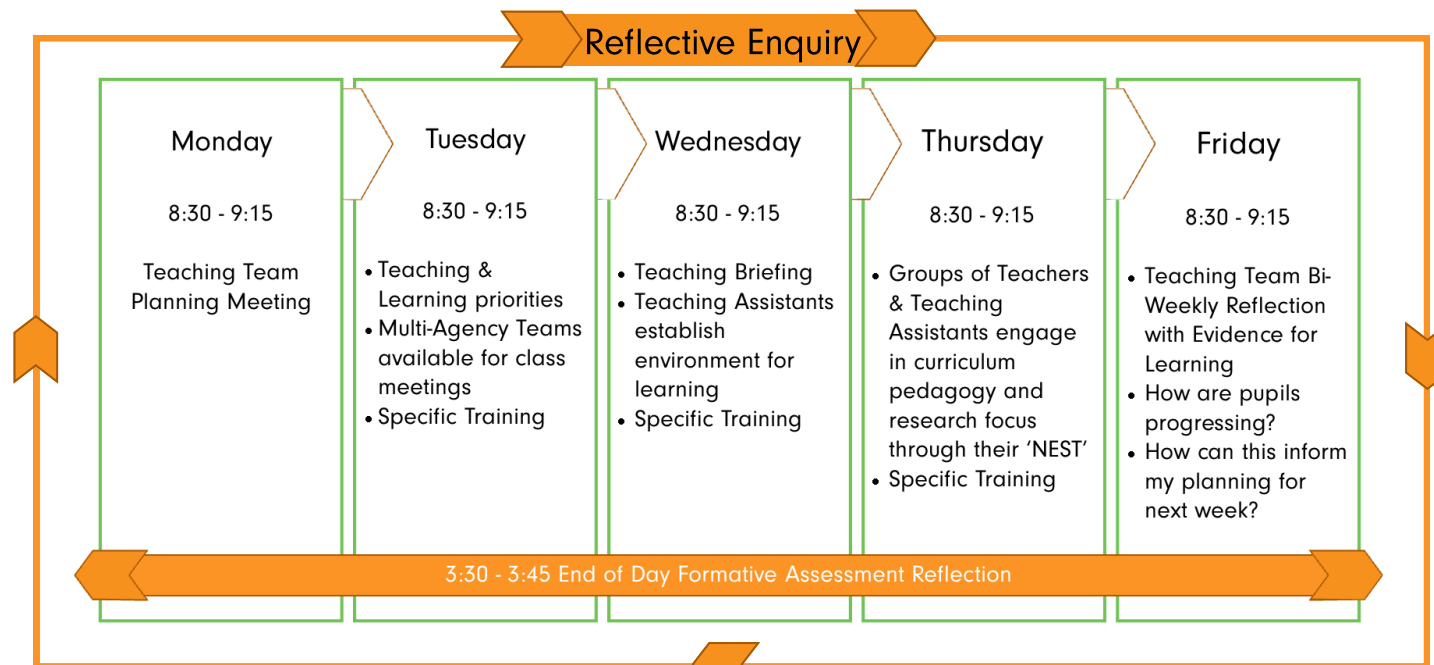 Reflective Enquiry
Monday
8:30 - 9:15
Teaching Team
Planning Meeting
Tuesday
8:30 - 9:15
• Teaching &
Learning priorities
• Multi-Agency Teams
available for class
meetings
• Specific Training
Wednesday
8:30 - 9:15
• Teaching Briefing
• Teaching Assistants
establish
environment for
learning
• Specific Training
Thursday
8:30 - 9:15
• Groups of Teachers
& Teaching
Assistants engage
in curriculum
pedagogy and
research focus
through their ‘NEST’
• Specific Training
Friday
8:30 - 9:15
• Teaching Team Bi-
Weekly Reflection
with Evidence for
Learning
• How are pupils
progressing?
• How can this inform
my planning for
next week?
3:30 - 3:45 End of Day Formative Assessment Reflection